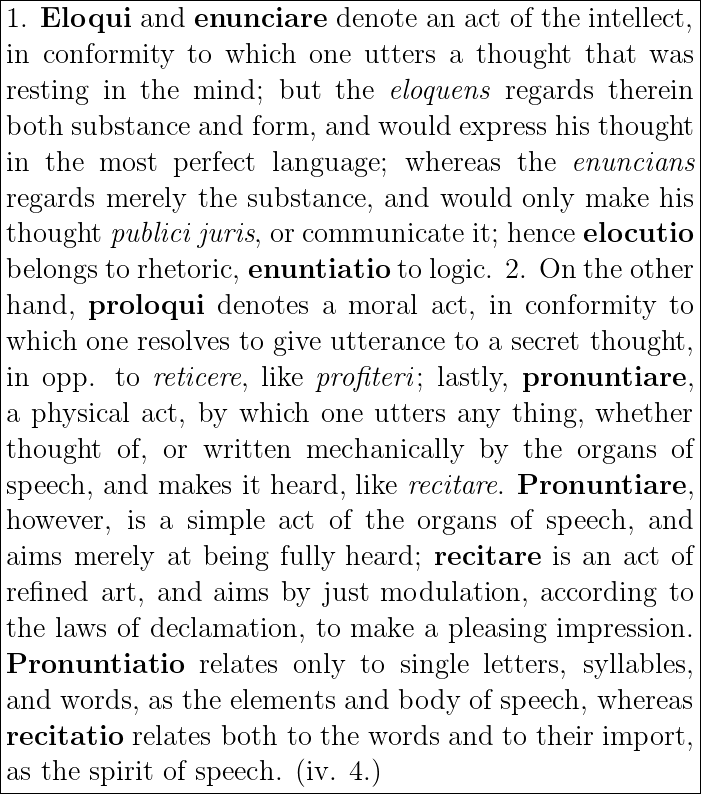 1. Eloqui and enunciare denote an act of the intellect,
in conformity to which one utters a thought that was
resting in the mind; but the eloquens regards therein
both substance and form, and would express his thought
in the most perfect language; whereas the enuncians
regards merely the substance, and would only make his
thought publici juris, or communicate it; hence elocutio
belongs to rhetoric, enuntiatio to logic. 2. On the other
hand, proloqui denotes a moral act, in conformity to
which one resolves to give utterance to a secret thought,
in opp. to reticere, like profiteri; lastly, pronuntiare,
a physical act, by which one utters any thing, whether
thought of, or written mechanically by the organs of
speech, and makes it heard, like recitare. Pronuntiare,
however, is a simple act of the organs of speech, and
aims merely at being fully heard; recitare is an act of
refined art, and aims by just modulation, according to
the laws of declamation, to make a pleasing impression.
Pronuntiatio relates only to single letters, syllables,
and words, as the elements and body of speech, whereas
recitatio relates both to the words and to their import,
as the spirit of speech. (iv. 4.)